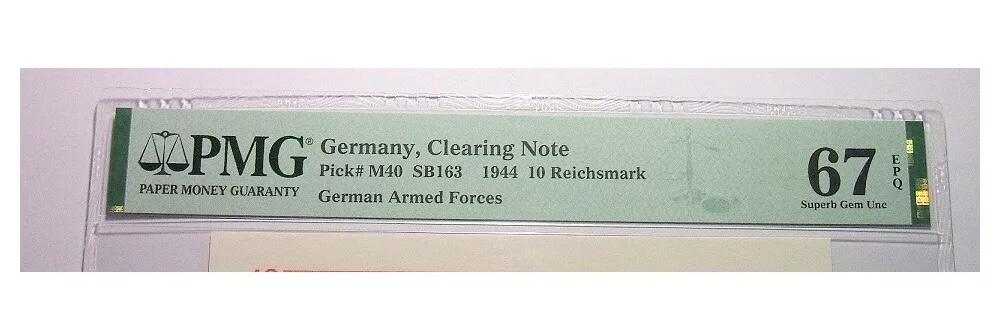 PMG®
PAPER MONEY GUARANTY
Germany, Clearing Note
Pick# M40 SB163 1944 10 Reichsmark
German Armed Forces
67
EPQ
Superb Gem Unc